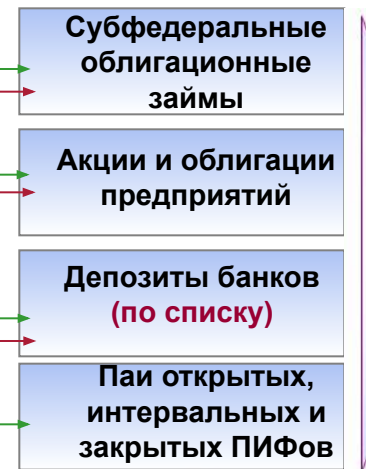 Субфедеральные
облигационные
займы
Акции и облигации
предприятий
Депозиты банков
(по списку)
Паи открытых,
интервальных и
закрытых ПИФов